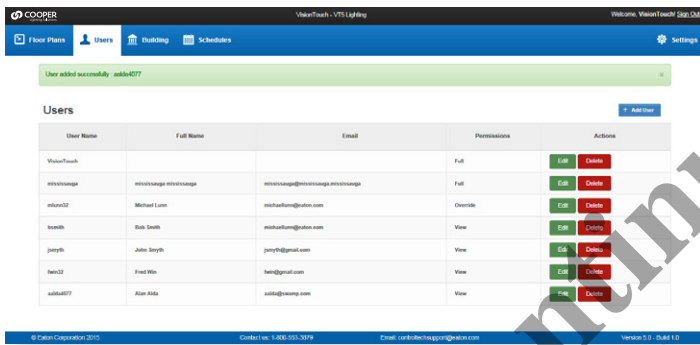 COOPER
Lighting Solutions
VisionTouch - VT5 Lighting
Welcome, VisionTouch! Sign Out
Floor Plans Users Building Schedules Settings
User added successfully : aalda4077 ×
Users
+ Add User
User Name Full Name Email Permissions Actions
VisionTouch Full Edit Delete
mississauga mississauga mississauga mississauga@mississauga.mississauga Full Edit Delete
mlunn32 Michael Lunn michaellunn@eaton.com Override Edit Delete
bsmith Bob Smith michaellunn@eaton.com View Edit Delete
jsmyth John Smyth jsmyth@gmail.com View Edit Delete
fwin32 Fred Win fwin@gmail.com View Edit Delete
aalda4077 Alan Alda aalda@swamp.com View Edit Delete
© Eaton Corporation 2015 Contact us: 1-800-553-3879 Email: controltechsupport@eaton.com Version 5.0 - Build 1.0